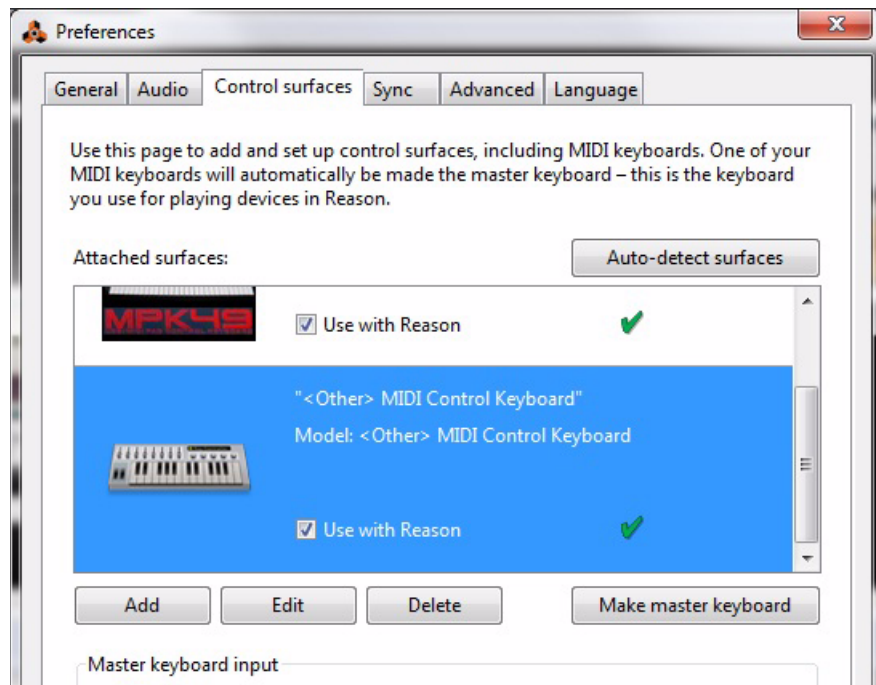 Preferences
General Audio Control surfaces Sync Advanced Language
Use this page to add and set up control surfaces, including MIDI keyboards. One of your
MIDI keyboards will automatically be made the master keyboard – this is the keyboard
you use for playing devices in Reason.
Attached surfaces:
Auto-detect surfaces
MPK49
Use with Reason
"<Other> MIDI Control Keyboard"
Model: <Other> MIDI Control Keyboard
Use with Reason
Add Edit Delete Make master keyboard
Master keyboard input